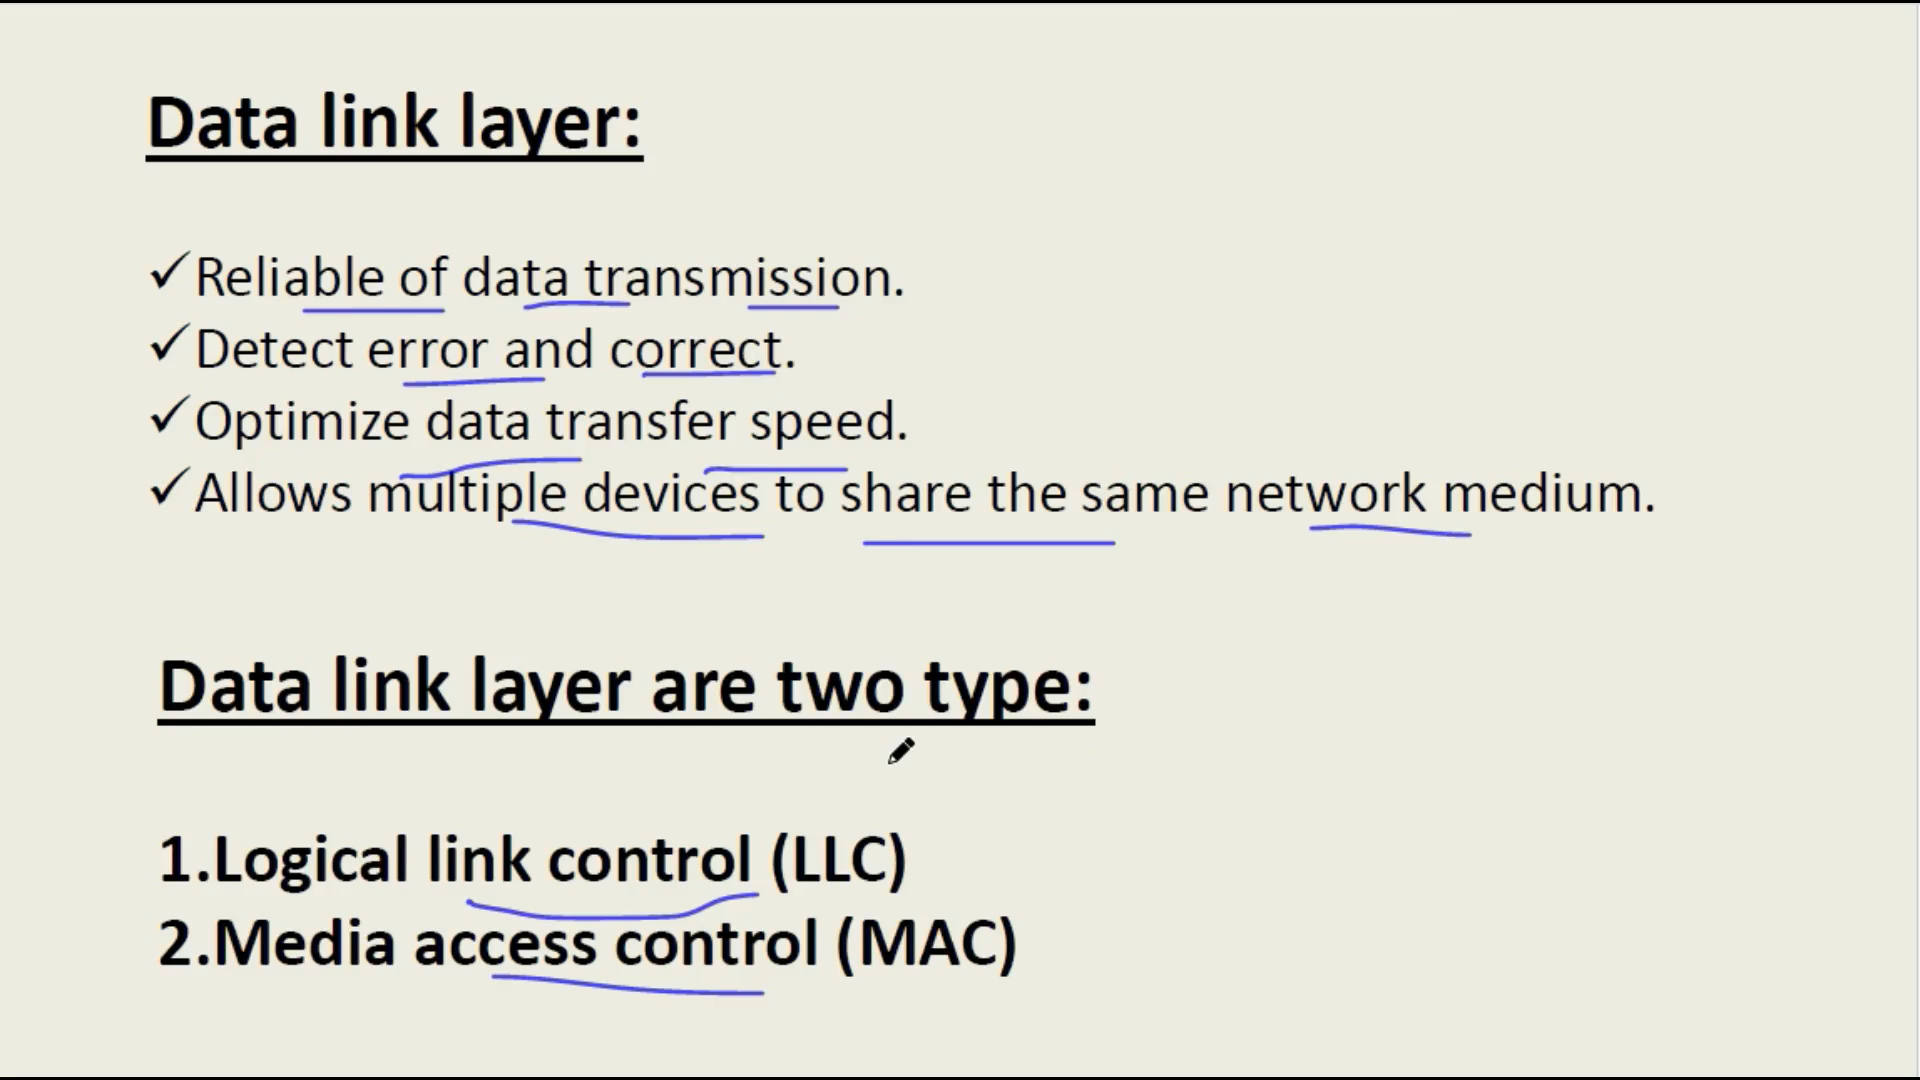 Data link layer:
✓Reliable of data transmission.
✓Detect error and correct.
✓Optimize data transfer speed.
✓Allows multiple devices to share the same network medium.
Data link layer are two type:
1.Logical link control (LLC)
2.Media access control (MAC)